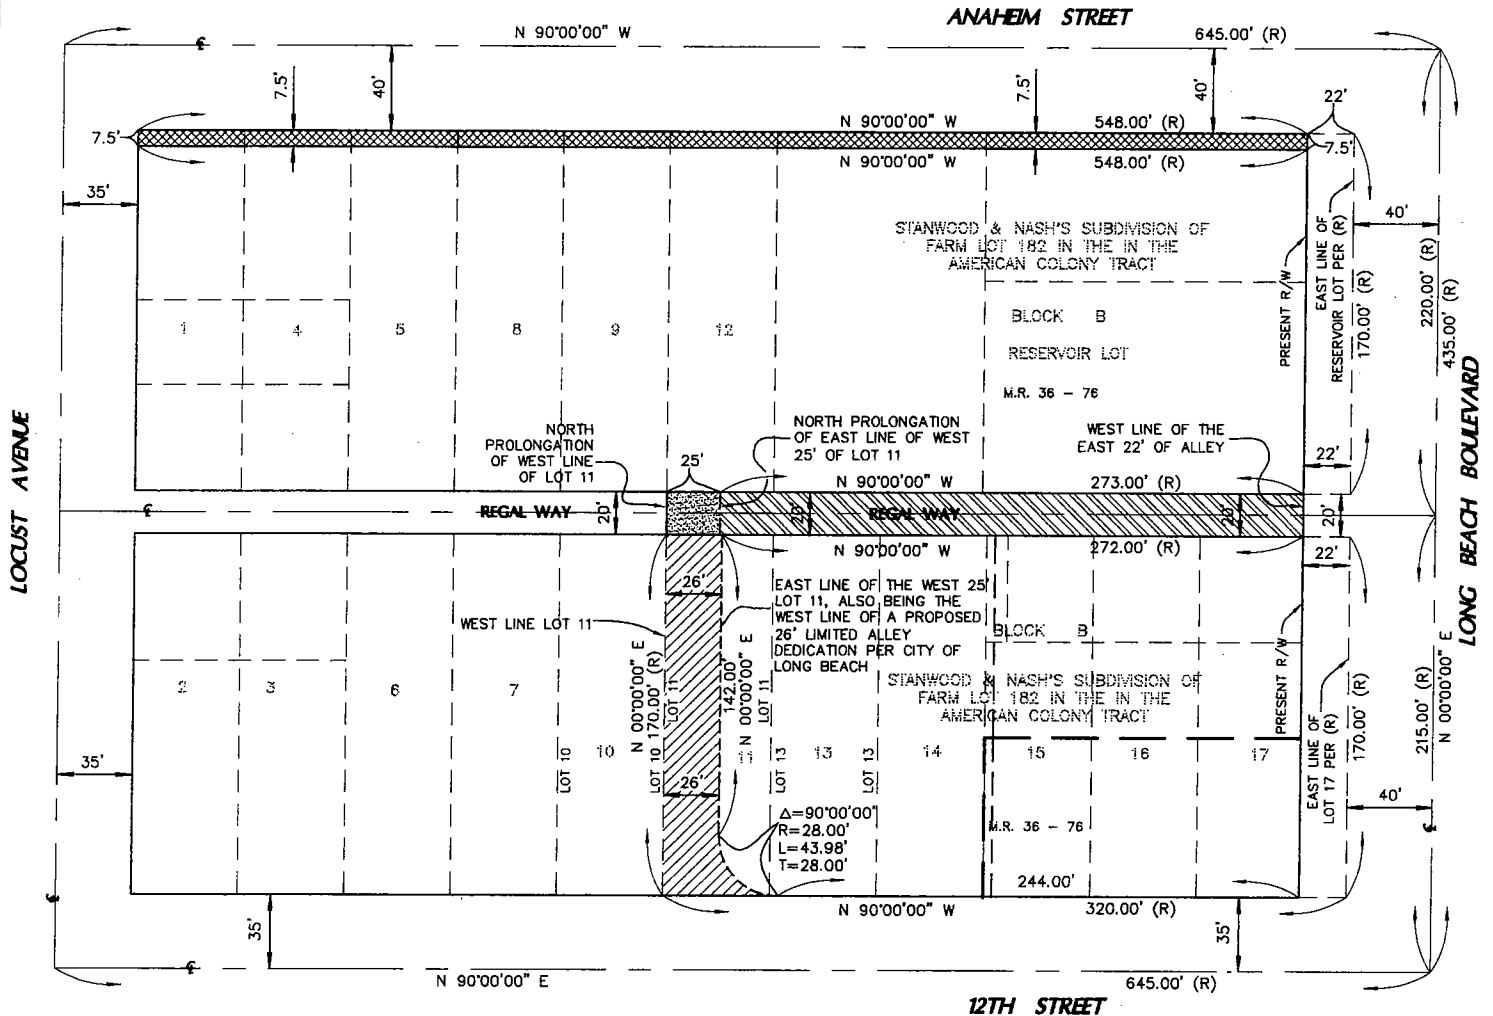 ANAHEIM STREET
N 90°00'00" W
645.00' (R)
7.5'
40'
7.5'
40'
22'
7.5'
N 90°00'00" W
548.00' (R)
7.5'
N 90°00'00" W
548.00' (R)
35'
40'
STANWOOD & NASH'S SUBDIVISION OF
FARM LOT 182 IN THE IN THE
AMERICAN COLONY TRACT
PRESENT R/W
EAST LINE OF
RESERVOIR LOT PER (R)
170.00' (R)
220.00' (R)
435.00' (R)
1
4
5
8
9
12
BLOCK B
RESERVOIR LOT
M.R. 36 - 76
LOCUST AVENUE
LONG BEACH BOULEVARD
NORTH
PROLONGATION
OF WEST LINE
OF LOT 11
25'
NORTH PROLONGATION
OF EAST LINE OF WEST
25' OF LOT 11
WEST LINE OF THE
EAST 22' OF ALLEY
22'
N 90°00'00" W
273.00' (R)
REGAL WAY
20'
20'
REGAL WAY
20'
20'
N 90°00'00" W
272.00' (R)
22'
26'
EAST LINE OF THE WEST 25'
LOT 11, ALSO BEING THE
WEST LINE OF A PROPOSED
26' LIMITED ALLEY
DEDICATION PER CITY OF
LONG BEACH
WEST LINE LOT 11
BLOCK B
N 00°00'00" E
170.00' (R)
LOT 11
142.00'
N 00°00'00" E
LOT 11
STANWOOD & NASH'S SUBDIVISION OF
FARM LOT 182 IN THE IN THE
AMERICAN COLONY TRACT
PRESENT R/W
EAST LINE OF
LOT 17 PER (R)
170.00' (R)
215.00' (R)
N 00°00'00" E
2
3
6
7
10
11
13
14
15
16
17
LOT 10
LOT 10
LOT 13
LOT 13
35'
26'
40'
Δ=90°00'00"
R=28.00'
L=43.98'
T=28.00'
M.R. 36 - 76
244.00'
N 90°00'00" W
320.00' (R)
35'
35'
N 90°00'00" E
645.00' (R)
12TH STREET